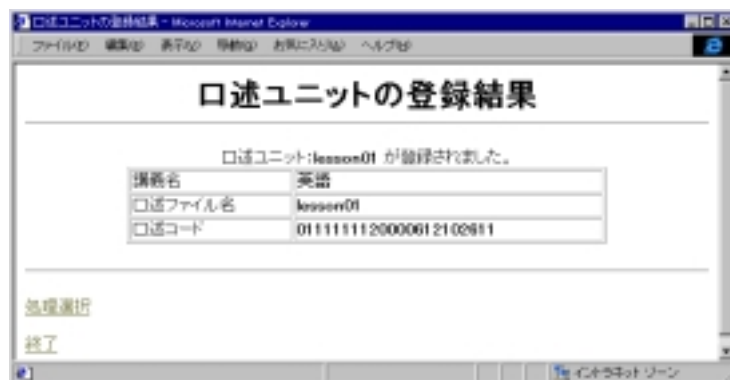 口述ユニットの登録結果 - Microsoft Internet Explorer
ファイル(F) 編集(E) 表示(V) 移動(G) お気に入り(A) ヘルプ(H)
口述ユニットの登録結果
口述ユニット:lesson01 が登録されました。
講義名 英語
口述ファイル名 lesson01
口述コード 0111111120000612102611
処理選択
終了
イントラネット ゾーン